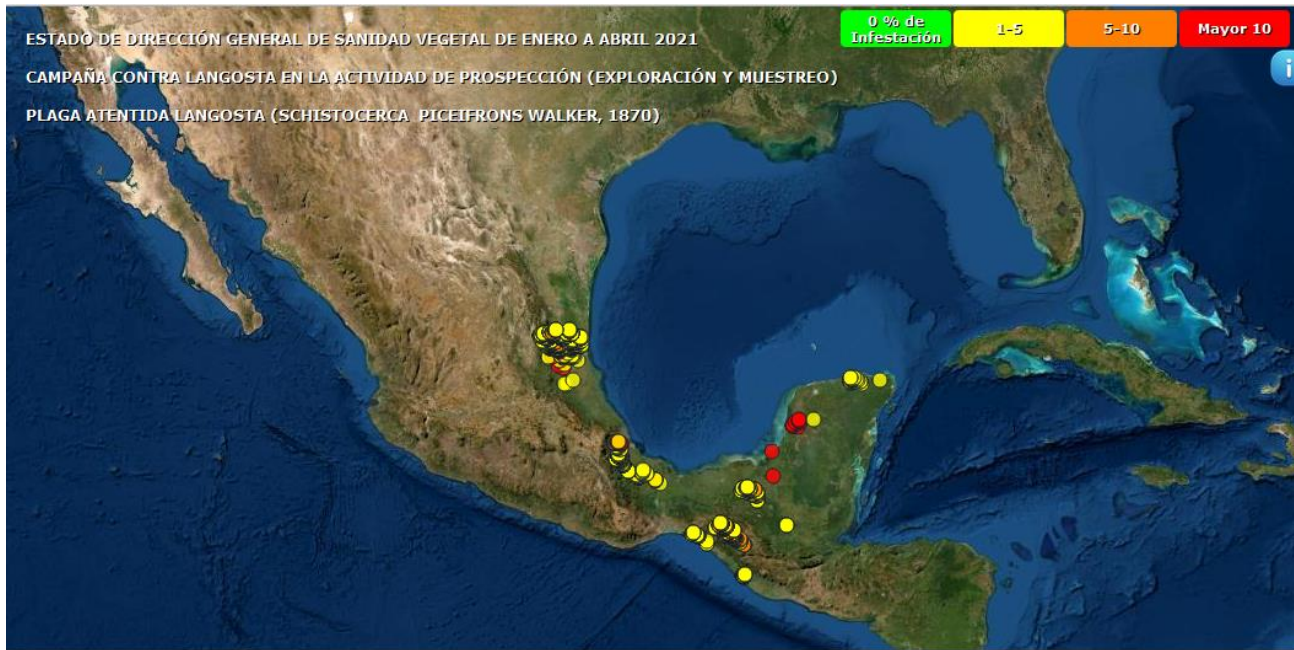 ESTADO DE DIRECCIÓN GENERAL DE SANIDAD VEGETAL DE ENERO A ABRIL 2021
CAMPAÑA CONTRA LANGOSTA EN LA ACTIVIDAD DE PROSPECCIÓN (EXPLORACIÓN Y MUESTREO)
PLAGA ATENTIDA LANGOSTA (SCHISTOCERCA PICEIFRONS WALKER, 1870)
0 % de
Infestación
1-5
5-10
Mayor 10
i